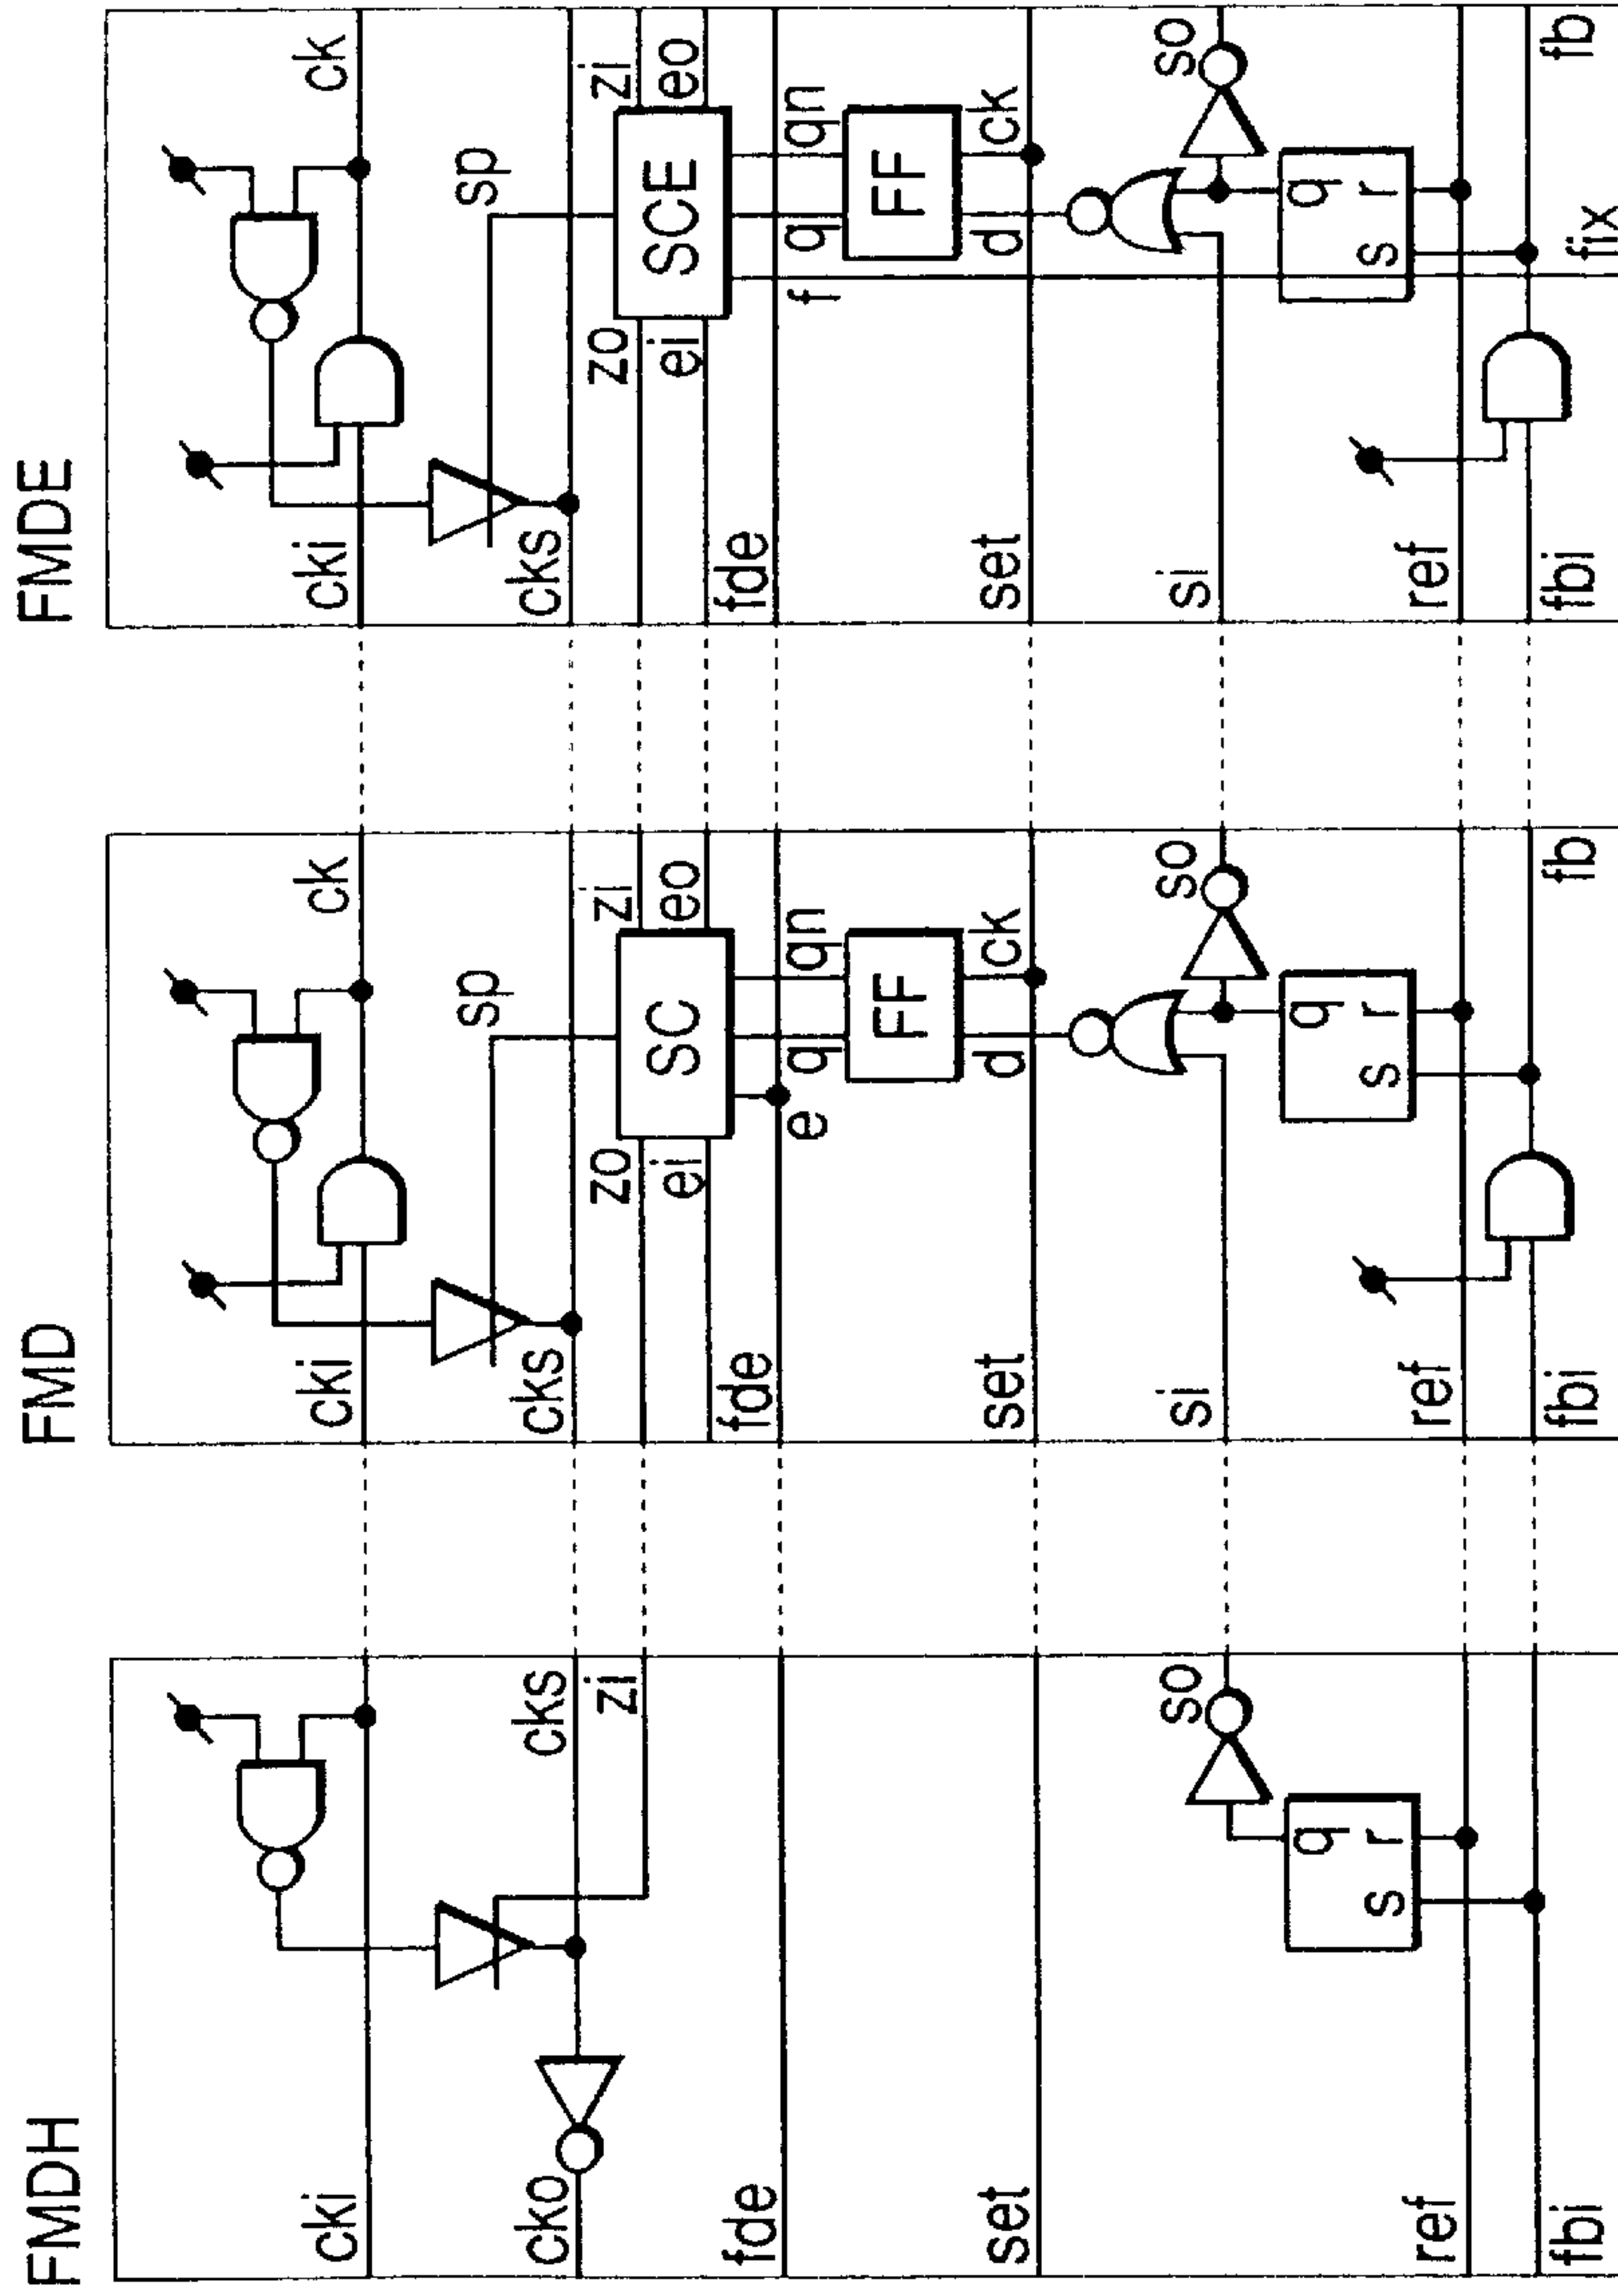 FMDH
cki
cko
cks
zi
fde
set
so
q
s r
ref
fbi
FMD
cki
ck
sp
cks
zo
zi
ei
eo
SC
fde
e
q
qn
FF
d
ck
set
si
so
q
s r
ref
fbi
fb
FMDE
cki
ck
sp
cks
zo
zi
ei
eo
SCE
fde
f
q
qn
FF
d
ck
set
si
so
q
s r
ref
fbi
fix
fb